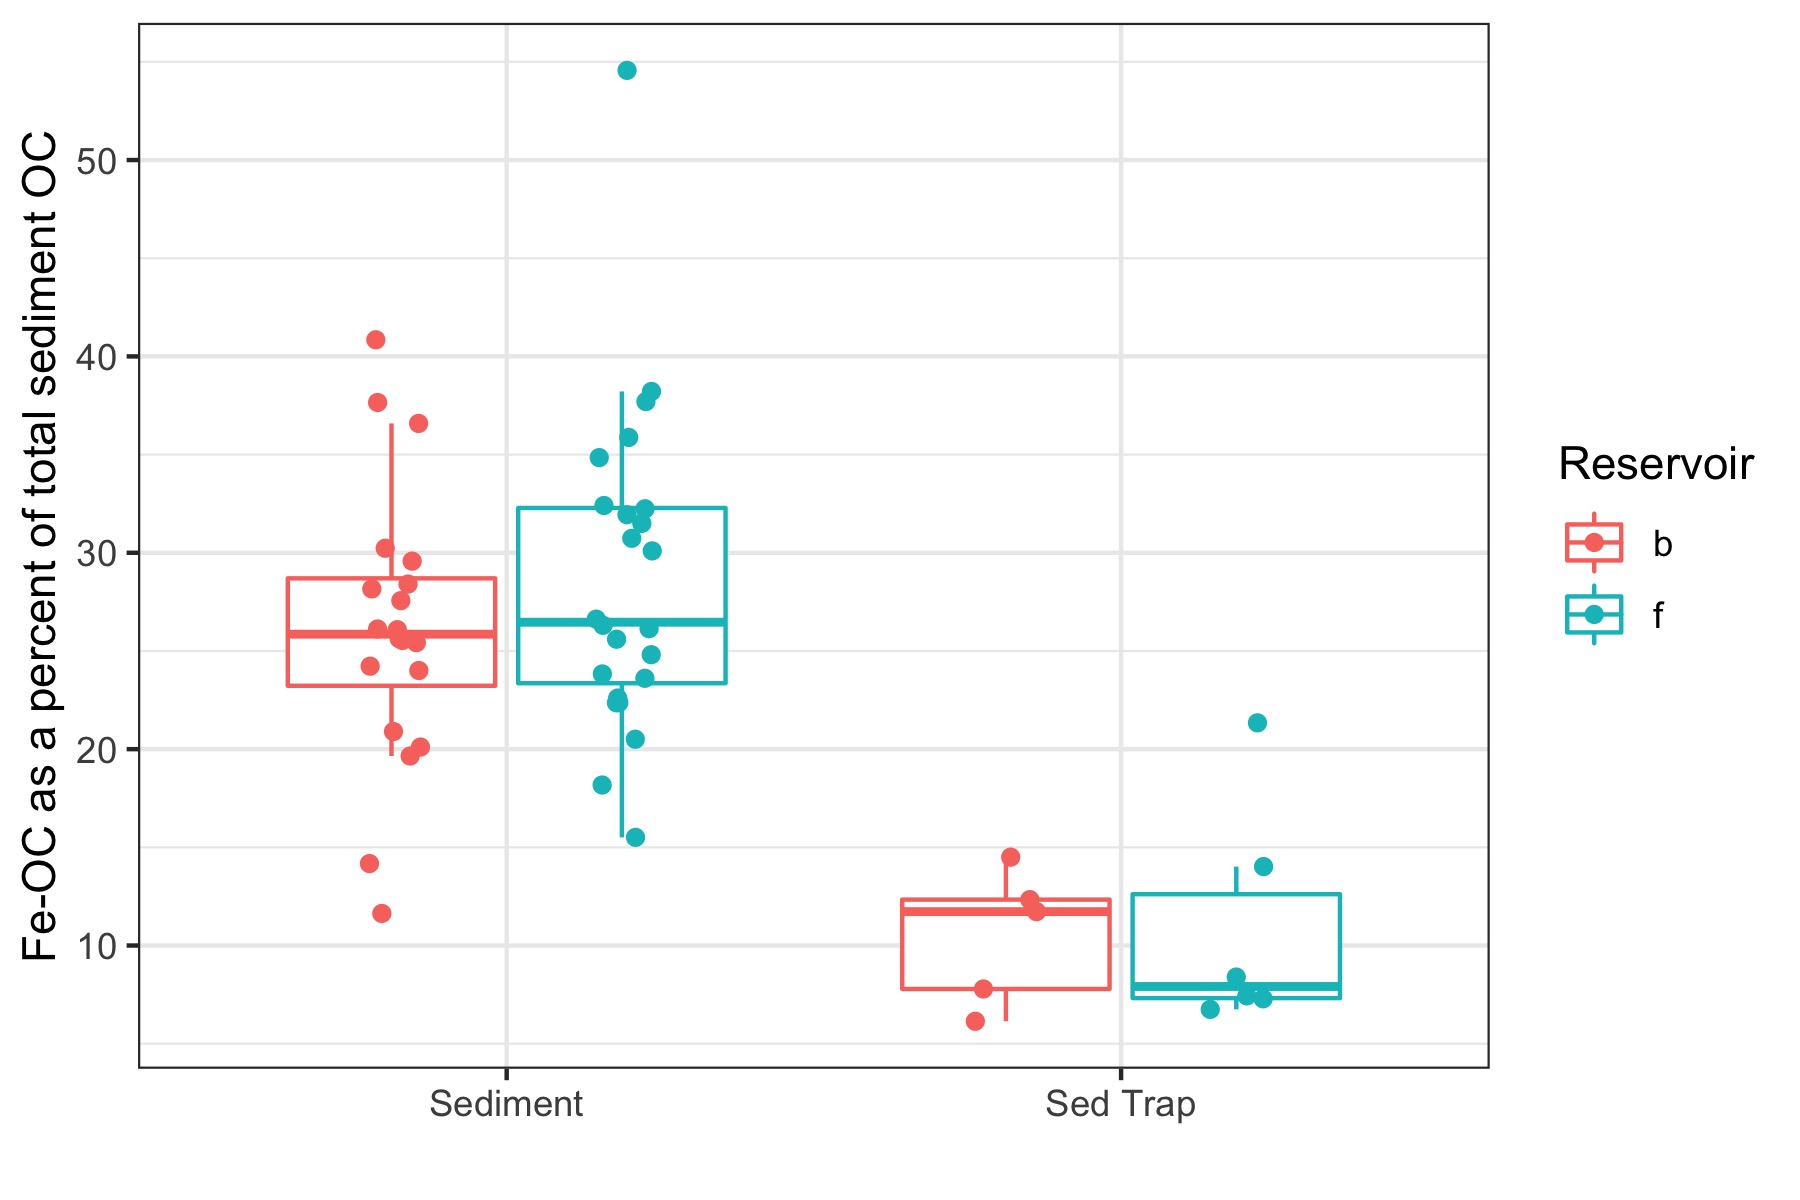 Fe-OC as a percent of total sediment OC
50
40
30
20
10
Sediment
Sed Trap
Reservoir
b
f